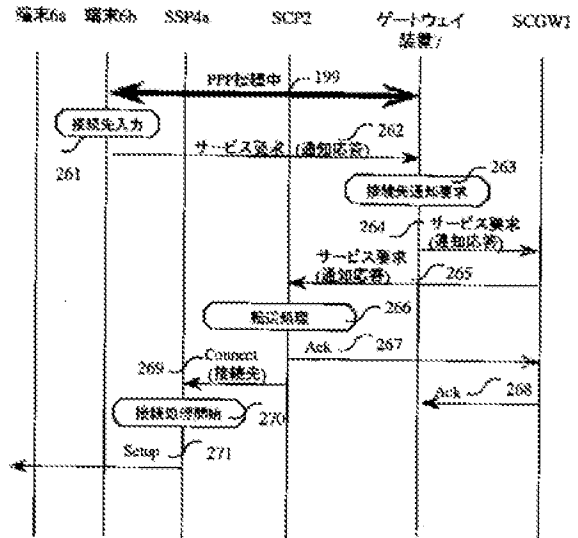 端末6a 端末6b SSP4a SCP2 ゲートウェイ SCGW1
装置7
PPP転送中 199
接続先入力
262
サービス要求 (通知応答)
261
263
接続先通知要求
264 サービス要求
(通知応答)
サービス要求
(通知応答) 265
266
転送処理
Ack 267
269 Connect
(接続先)
Ack 268
接続処理開始
270
Setup 271